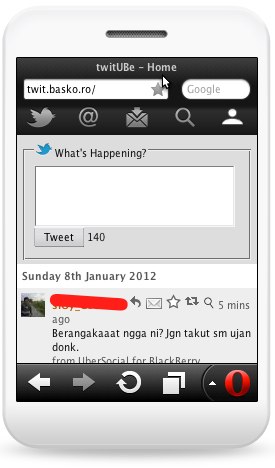 twitUBe - Home
twit.basko.ro/
Google
What's Happening?
Tweet 140
Sunday 8th January 2012
5 mins
ago
Berangakaaat ngga ni? Jgn takut sm ujan
donk.
from UberSocial for BlackBerry